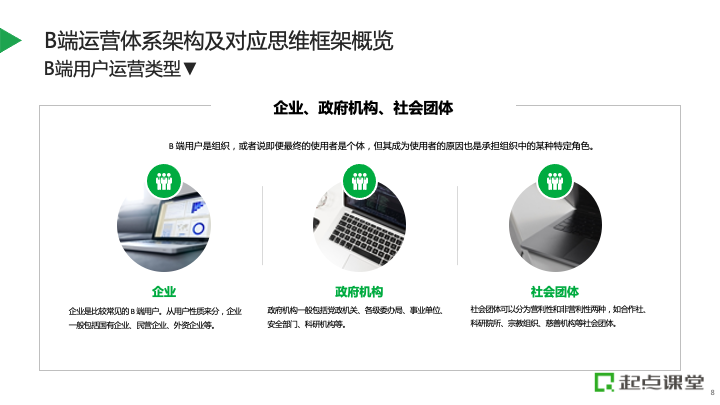 B端运营体系架构及对应思维框架概览
B端用户运营类型▼
企业、政府机构、社会团体
B 端用户是组织，或者说即便最终的使用者是个体，但其成为使用者的原因也是承担组织中的某种特定角色。
企业
企业是比较常见的 B 端用户。从用户性质来分，企业
一般包括国有企业、民营企业、外资企业等。
政府机构
政府机构一般包括党政机关、各级委办局、事业单位、
安全部门、科研机构等。
社会团体
社会团体可以分为营利性和非营利性两种，如合作社、
科研院所、宗教组织、慈善机构等社会团体。
起点课堂
8